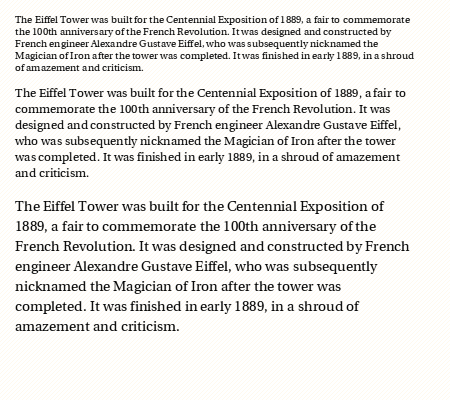 The Eiffel Tower was built for the Centennial Exposition of 1889, a fair to commemorate
the 100th anniversary of the French Revolution. It was designed and constructed by
French engineer Alexandre Gustave Eiffel, who was subsequently nicknamed the
Magician of Iron after the tower was completed. It was finished in early 1889, in a shroud
of amazement and criticism.
The Eiffel Tower was built for the Centennial Exposition of 1889, a fair to
commemorate the 100th anniversary of the French Revolution. It was
designed and constructed by French engineer Alexandre Gustave Eiffel,
who was subsequently nicknamed the Magician of Iron after the tower
was completed. It was finished in early 1889, in a shroud of amazement
and criticism.
The Eiffel Tower was built for the Centennial Exposition of
1889, a fair to commemorate the 100th anniversary of the
French Revolution. It was designed and constructed by French
engineer Alexandre Gustave Eiffel, who was subsequently
nicknamed the Magician of Iron after the tower was
completed. It was finished in early 1889, in a shroud of
amazement and criticism.